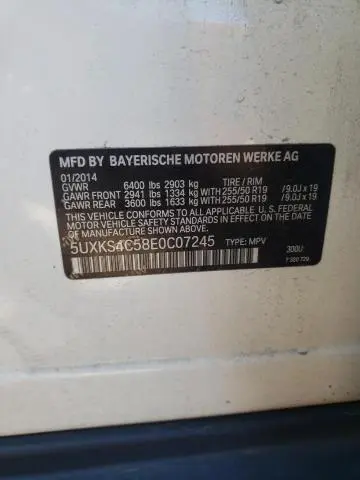 MFD BY BAYERISCHE MOTOREN WERKE AG
01/2014
GVWR 6400 lbs 2903 kg TIRE / RIM
GAWR FRONT 2941 lbs 1334 kg WITH 255/50 R19 / 9.0J x 19
GAWR REAR 3600 lbs 1633 kg WITH 255/50 R19 / 9.0J x 19
THIS VEHICLE CONFORMS TO ALL APPLICABLE U. S. FEDERAL
MOTOR VEHICLE SAFETY STANDARDS IN EFFECT ON THE
DATE OF MANUFACTURE SHOWN ABOVE.
5UXKS4C58E0C07245 TYPE: MPV 300U